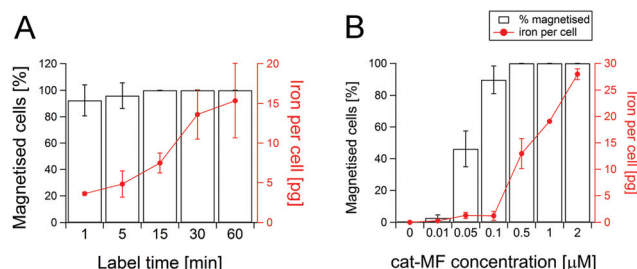 A
B
% magnetised
iron per cell
Magnetised cells [%]
120
100
80
60
40
20
0
20
15
10
5
0
Iron per cell [pg]
1 5 15 30 60
Label time [min]
Magnetised cells [%]
100
80
60
40
20
0
30
25
20
15
10
5
0
Iron per cell [pg]
0 0.01 0.05 0.1 0.5 1 2
cat-MF concentration [µM]